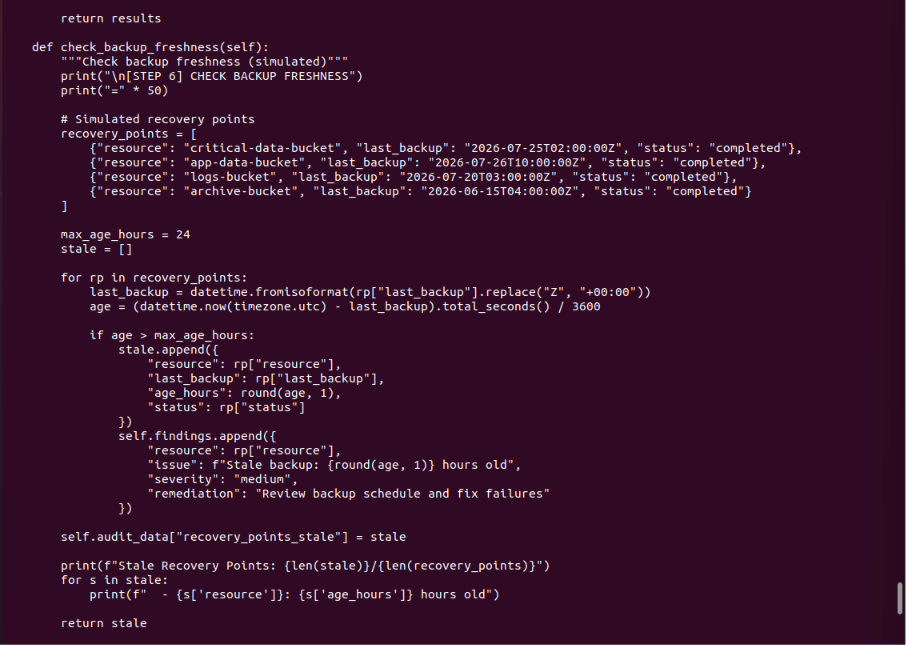 return results

    def check_backup_freshness(self):
        """Check backup freshness (simulated)"""
        print("\n[STEP 6] CHECK BACKUP FRESHNESS")
        print("=" * 50)

        # Simulated recovery points
        recovery_points = [
            {"resource": "critical-data-bucket", "last_backup": "2026-07-25T02:00:00Z", "status": "completed"},
            {"resource": "app-data-bucket", "last_backup": "2026-07-26T10:00:00Z", "status": "completed"},
            {"resource": "logs-bucket", "last_backup": "2026-07-20T03:00:00Z", "status": "completed"},
            {"resource": "archive-bucket", "last_backup": "2026-06-15T04:00:00Z", "status": "completed"}
        ]

        max_age_hours = 24
        stale = []

        for rp in recovery_points:
            last_backup = datetime.fromisoformat(rp["last_backup"].replace("Z", "+00:00"))
            age = (datetime.now(timezone.utc) - last_backup).total_seconds() / 3600

            if age > max_age_hours:
                stale.append({
                    "resource": rp["resource"],
                    "last_backup": rp["last_backup"],
                    "age_hours": round(age, 1),
                    "status": rp["status"]
                })
                self.findings.append({
                    "resource": rp["resource"],
                    "issue": f"Stale backup: {round(age, 1)} hours old",
                    "severity": "medium",
                    "remediation": "Review backup schedule and fix failures"
                })

        self.audit_data["recovery_points_stale"] = stale

        print(f"Stale Recovery Points: {len(stale)}/{len(recovery_points)}")
        for s in stale:
            print(f"  - {s['resource']}: {s['age_hours']} hours old")

        return stale